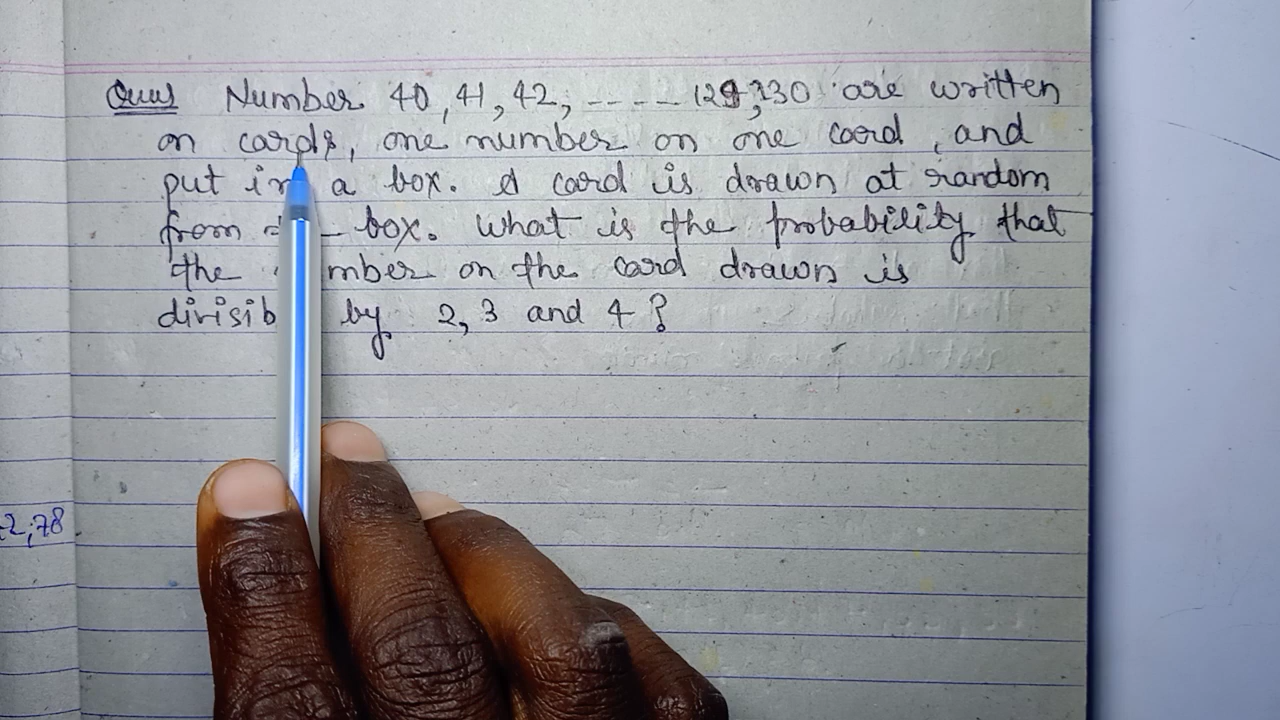 Ques Number 40, 41, 42, ---- 129, 130 are written
on cards, one number on one card, and
put in a box. A card is drawn at random
from box. What is the probability that
the mber on the card drawn is
divisib by 2, 3 and 4 ?
2,78